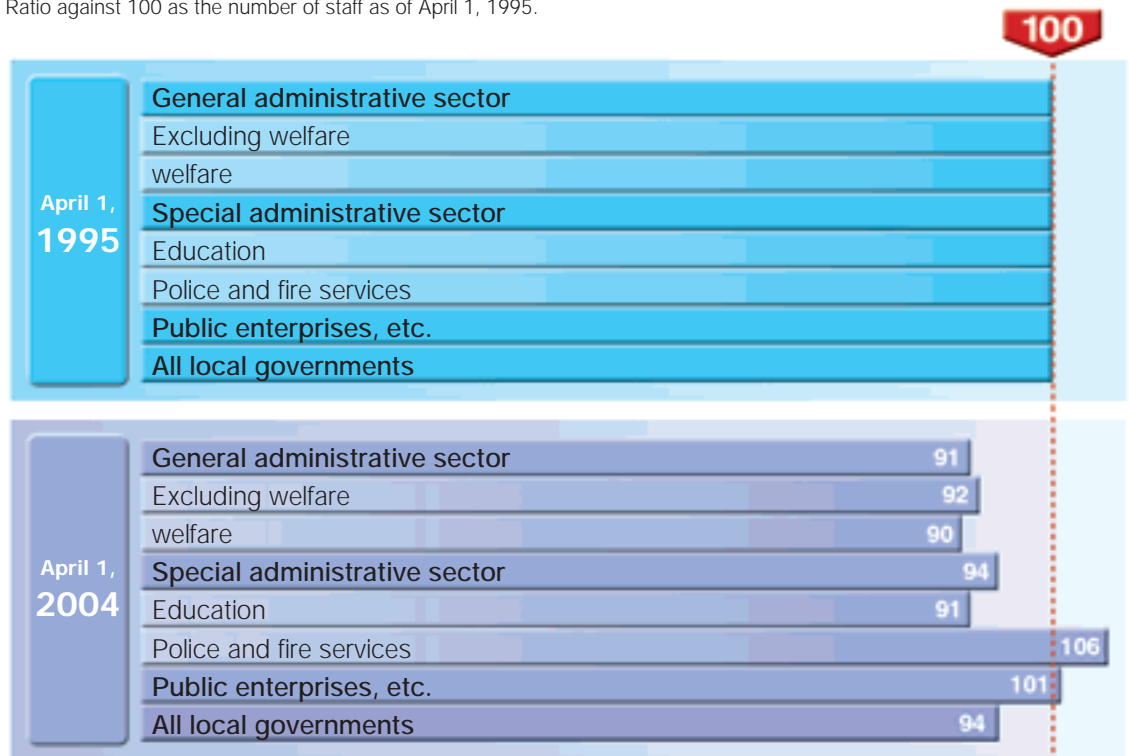 Ratio against 100 as the number of staff as of April 1, 1995.
100
April 1,
1995
General administrative sector
Excluding welfare
welfare
Special administrative sector
Education
Police and fire services
Public enterprises, etc.
All local governments
April 1,
2004
General administrative sector 91
Excluding welfare 92
welfare 90
Special administrative sector 94
Education 91
Police and fire services 106
Public enterprises, etc. 101
All local governments 94